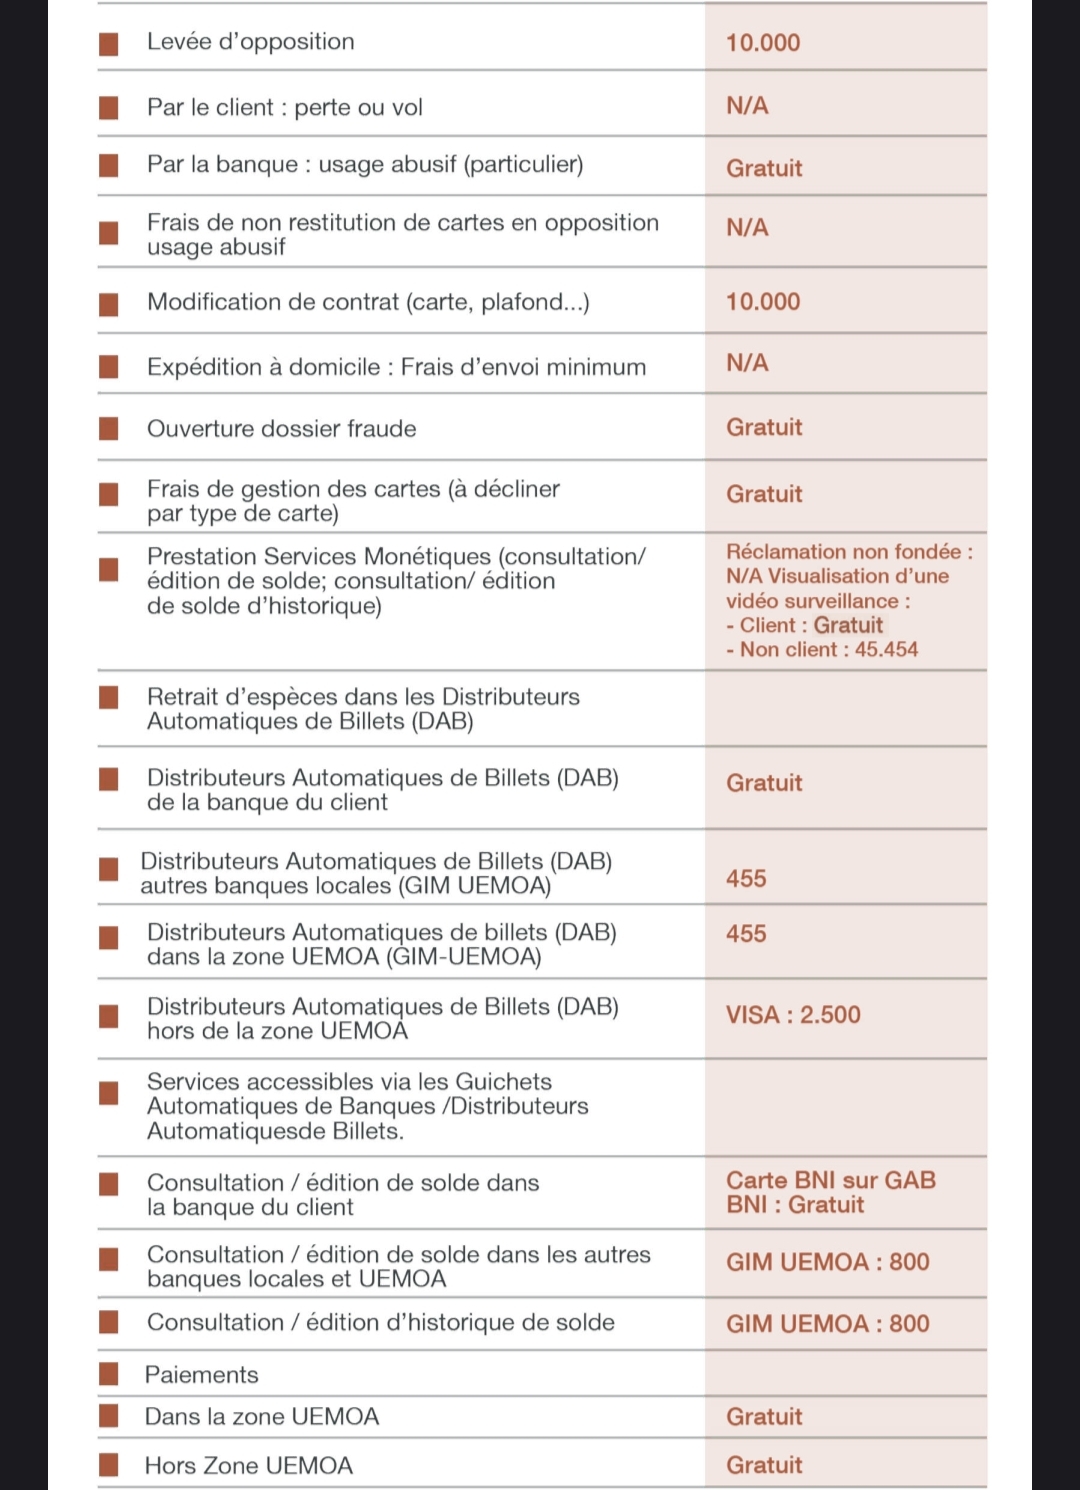 Levée d’opposition
10.000
Par le client : perte ou vol
N/A
Par la banque : usage abusif (particulier)
Gratuit
Frais de non restitution de cartes en opposition
usage abusif
N/A
Modification de contrat (carte, plafond...)
10.000
Expédition à domicile : Frais d’envoi minimum
N/A
Ouverture dossier fraude
Gratuit
Frais de gestion des cartes (à décliner
par type de carte)
Gratuit
Prestation Services Monétiques (consultation/
édition de solde; consultation/ édition
de solde d’historique)
Réclamation non fondée :
N/A Visualisation d’une
vidéo surveillance :
- Client : Gratuit
- Non client : 45.454
Retrait d’espèces dans les Distributeurs
Automatiques de Billets (DAB)
Distributeurs Automatiques de Billets (DAB)
de la banque du client
Gratuit
Distributeurs Automatiques de Billets (DAB)
autres banques locales (GIM UEMOA)
455
Distributeurs Automatiques de billets (DAB)
dans la zone UEMOA (GIM-UEMOA)
455
Distributeurs Automatiques de Billets (DAB)
hors de la zone UEMOA
VISA : 2.500
Services accessibles via les Guichets
Automatiques de Banques /Distributeurs
Automatiquesde Billets.
Consultation / édition de solde dans
la banque du client
Carte BNI sur GAB
BNI : Gratuit
Consultation / édition de solde dans les autres
banques locales et UEMOA
GIM UEMOA : 800
Consultation / édition d’historique de solde
GIM UEMOA : 800
Paiements
Dans la zone UEMOA
Gratuit
Hors Zone UEMOA
Gratuit